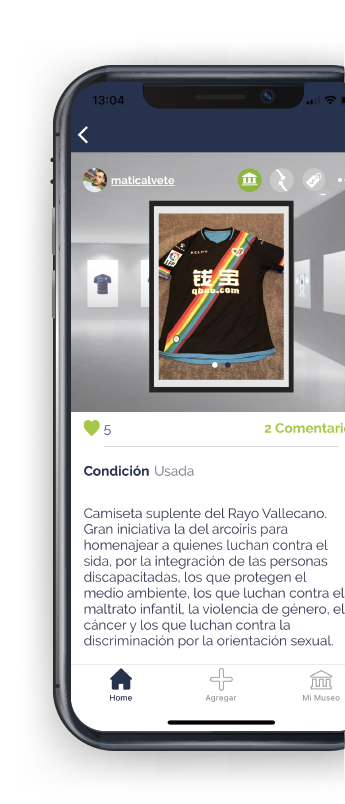 13:04
maticalvete
KELME
钱宝
qbao.com
5
2 Comentari
Condición Usada
Camiseta suplente del Rayo Vallecano.
Gran iniciativa la del arcoíris para
homenajear a quienes luchan contra el
sida, por la integración de las personas
discapacitadas, los que protegen el
medio ambiente, los que luchan contra el
maltrato infantil, la violencia de género, el
cáncer y los que luchan contra la
discriminación por la orientación sexual.
Home
Agregar
Mi Museo